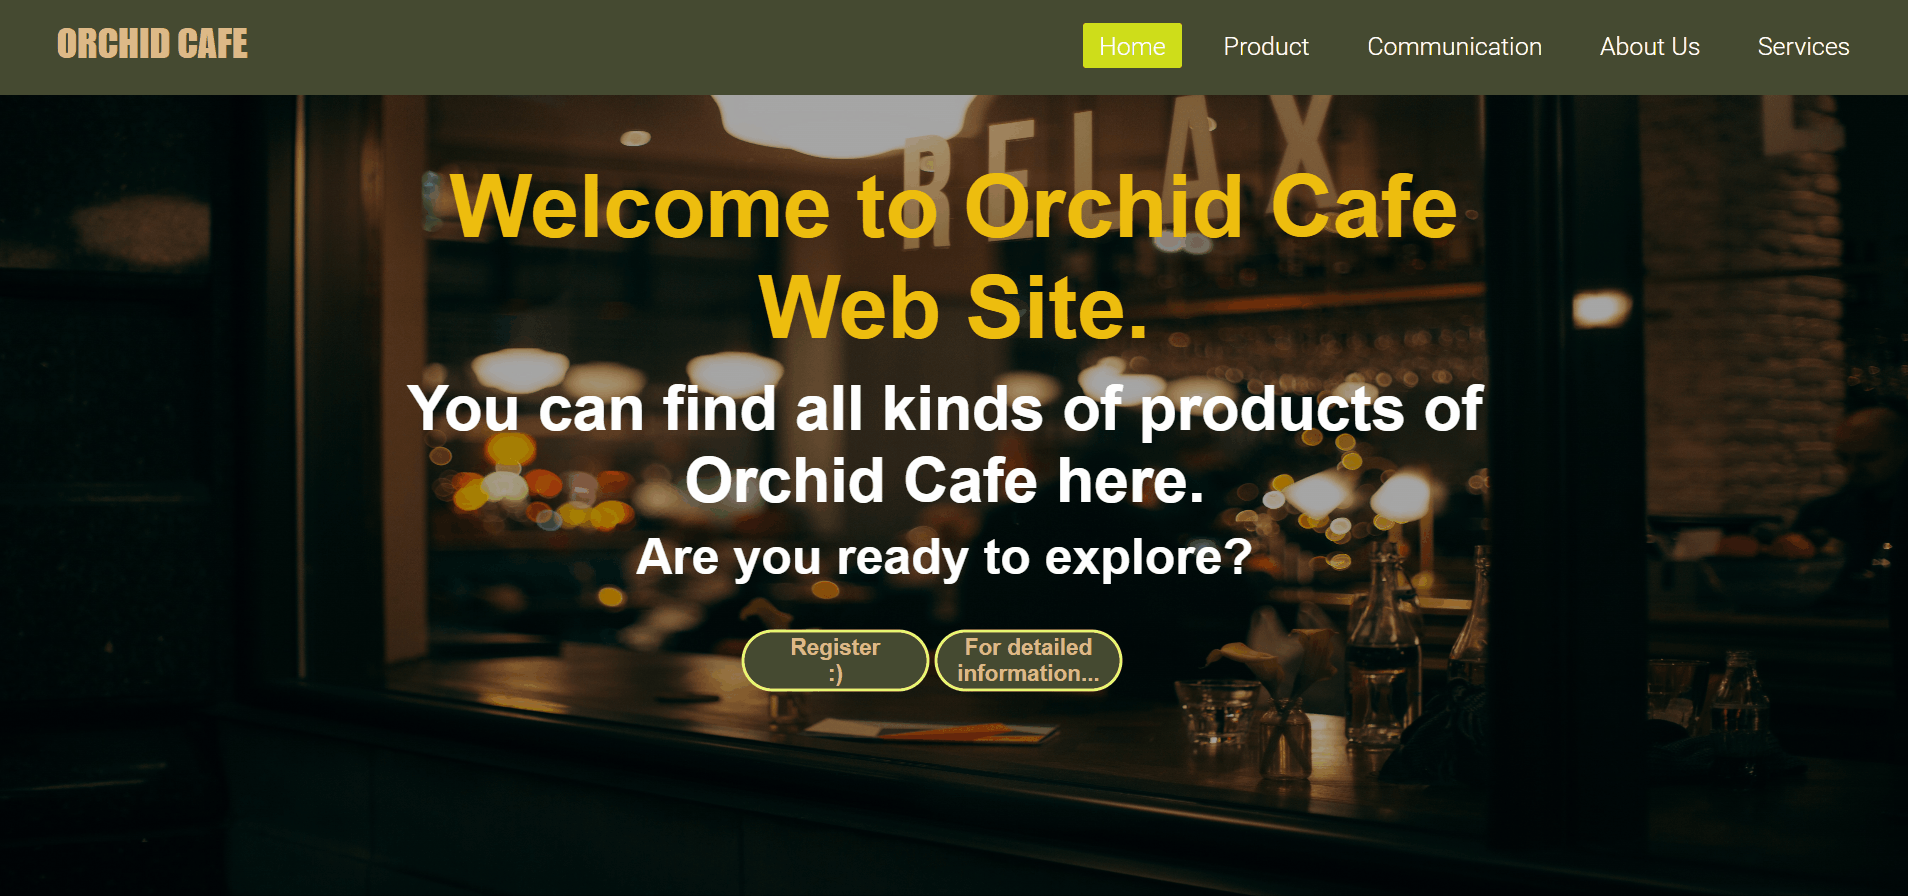 ORCHID CAFE
Home Product Communication About Us Services
RELAX
Welcome to Orchid Cafe
Web Site.
You can find all kinds of products of
Orchid Cafe here.
Are you ready to explore?
Register
:)
For detailed
information...